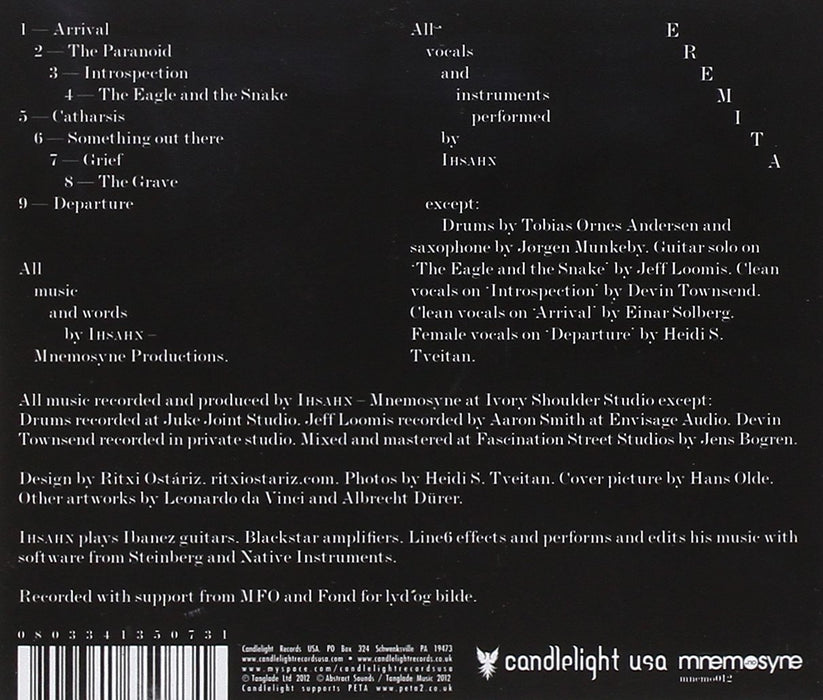 1 — Arrival
2 — The Paranoid
3 — Introspection
4 — The Eagle and the Snake
5 — Catharsis
6 — Something out there
7 — Grief
8 — The Grave
9 — Departure
All
music
and words
by IHSAHN –
Mnemosyne Productions.
All
vocals
and
instruments
performed
by
IHSAHN
except:
Drums by Tobias Ørnes Andersen and
saxophone by Jørgen Munkeby. Guitar solo on
'The Eagle and the Snake' by Jeff Loomis. Clean
vocals on 'Introspection' by Devin Townsend.
Clean vocals on 'Arrival' by Einar Solberg.
Female vocals on 'Departure' by Heidi S.
Tveitan.
E
R
E
M
I
T
A
All music recorded and produced by IHSAHN – Mnemosyne at Ivory Shoulder Studio except:
Drums recorded at Juke Joint Studio. Jeff Loomis recorded by Aaron Smith at Envisage Audio. Devin
Townsend recorded in private studio. Mixed and mastered at Fascination Street Studios by Jens Bogren.
Design by Ritxi Ostáriz. ritxiostariz.com. Photos by Heidi S. Tveitan. Cover picture by Hans Olde.
Other artworks by Leonardo da Vinci and Albrecht Dürer.
IHSAHN plays Ibanez guitars. Blackstar amplifiers. Line6 effects and performs and edits his music with
software from Steinberg and Native Instruments.
Recorded with support from MFO and Fond for lyd og bilde.
0 8 0 3 3 4 1 3 5 0 7 3 1
Candlelight Records USA. PO Box 324 Schwenksville PA 19473
www.candlelightrecordsusa.com • www.candlelightrecords.co.uk
www.myspace.com/candlelightrecordsusa
℗ Tanglade Ltd 2012 © Abstract Sounds / Tanglade Music 2012
Candlelight supports PETA www.peta2.co.uk
candlelight usa
mnemosyne
mnemo012